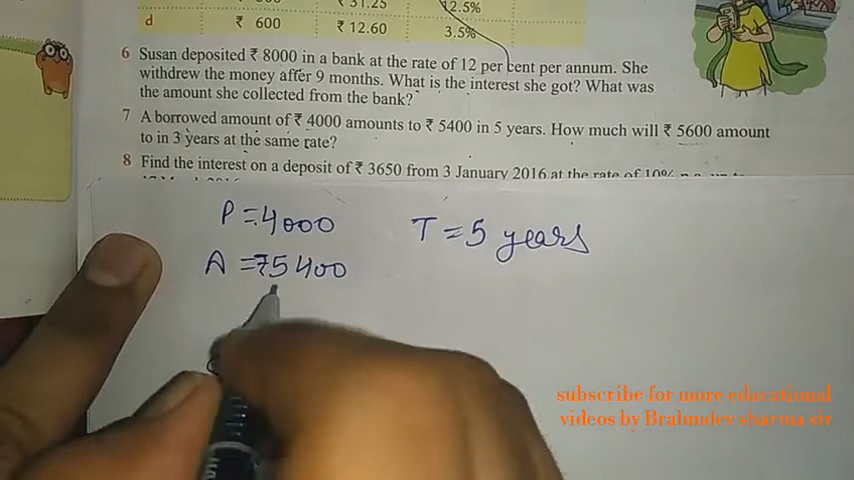 ₹ 31.25
12.5%
d ₹ 600 ₹ 12.60 3.5%
6 Susan deposited ₹ 8000 in a bank at the rate of 12 per cent per annum. She
withdrew the money after 9 months. What is the interest she got? What was
the amount she collected from the bank?
7 A borrowed amount of ₹ 4000 amounts to ₹ 5400 in 5 years. How much will ₹ 5600 amount
to in 3 years at the same rate?
8 Find the interest on a deposit of ₹ 3650 from 3 January 2016 at the rate of 10%
P = 4000 T = 5 years
A = ₹5400
subscribe for more educational
videos by Brahmdev sharma sir